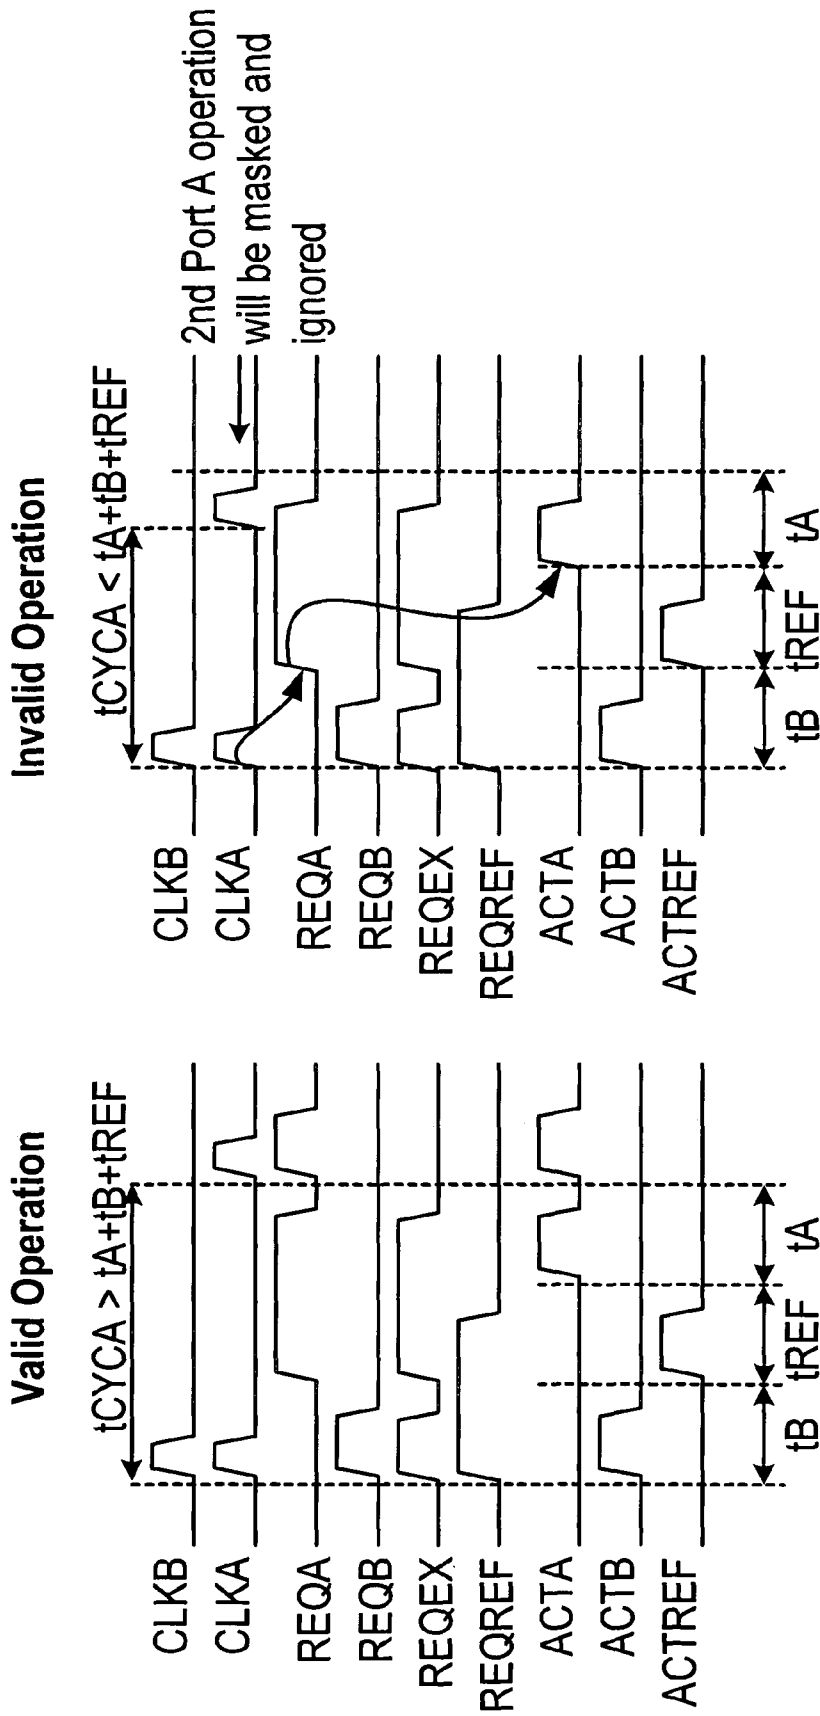 Valid Operation
tCYCA > tA+tB+tREF
CLKB
CLKA
REQA
REQB
REQEX
REQREF
ACTA
ACTB
ACTREF
tB
tREF
tA
Invalid Operation
tCYCA < tA+tB+tREF
CLKB
CLKA
REQA
REQB
REQEX
REQREF
ACTA
ACTB
ACTREF
tB
tREF
tA
2nd Port A operation
will be masked and
ignored